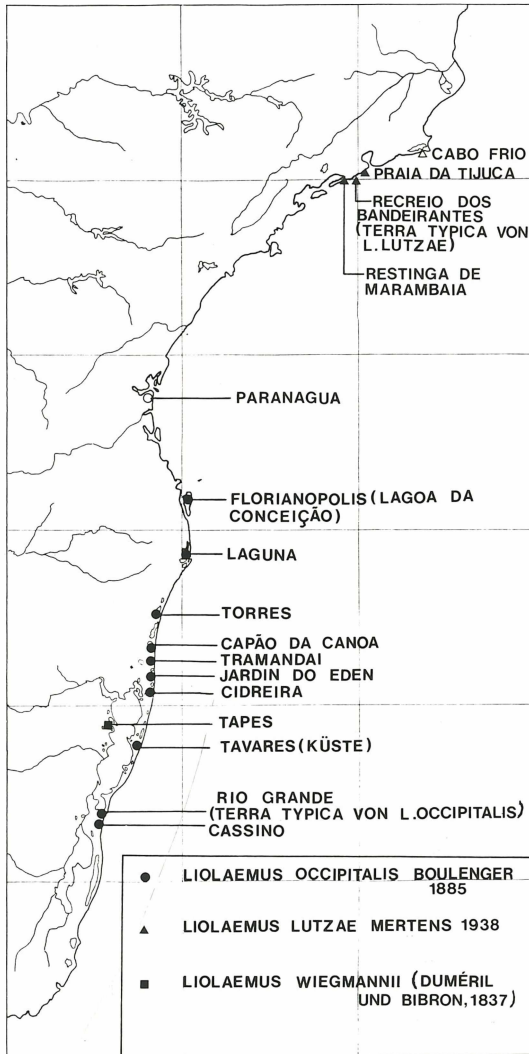 CABO FRIO
PRAIA DA TIJUCA
RECREIO DOS
BANDEIRANTES
(TERRA TYPICA VON
L.LUTZAE)
RESTINGA DE
MARAMBAIA
PARANAGUA
FLORIANOPOLIS (LAGOA DA
CONCEIÇÃO)
LAGUNA
TORRES
CAPÃO DA CANOA
TRAMANDAI
JARDIN DO EDEN
CIDREIRA
TAPES
TAVARES (KÜSTE)
RIO GRANDE
(TERRA TYPICA VON L.OCCIPITALIS)
CASSINO
LIOLAEMUS OCCIPITALIS BOULENGER
1885
LIOLAEMUS LUTZAE MERTENS 1938
LIOLAEMUS WIEGMANNII (DUMÉRIL
UND BIBRON,1837)